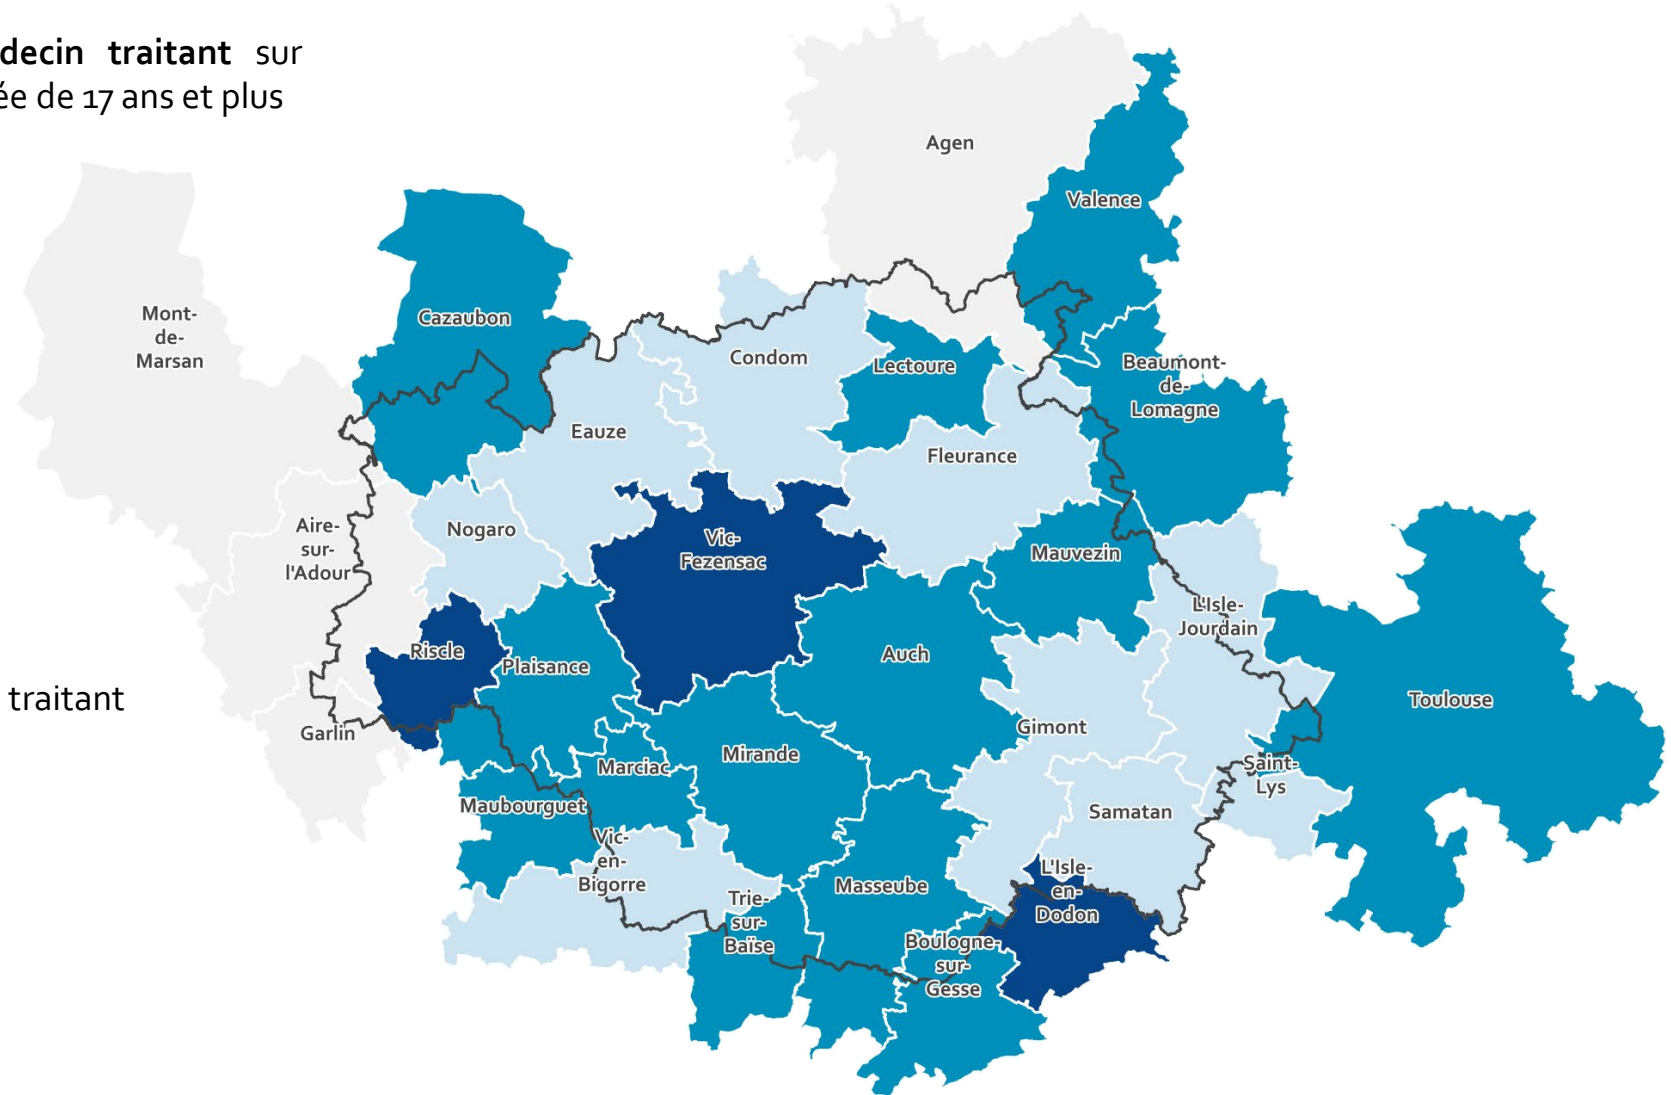 decin traitant sur
ée de 17 ans et plus
Agen
Valence
Mont-
de-
Marsan
Cazaubon
Condom
Lectoure
Beaumont-
de-
Lomagne
Eauze
Fleurance
Nogaro
Aire-
sur-
l'Adour
Vic-
Fezensac
Mauvezin
L'Isle-
Jourdain
Riscle
Plaisance
Auch
traitant
Toulouse
Garlin
Gimont
Mirande
Marciac
Saint-
Lys
Maubourguet
Samatan
Vic-
en-
Bigorre
Masseube
L'Isle-
en-
Dodon
Trie-
sur-
Baïse
Boulogne-
sur-
Gesse